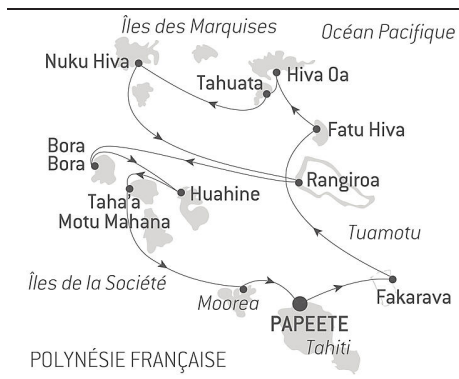 Îles des Marquises
Océan Pacifique
Nuku Hiva
Hiva Oa
Tahuata
Fatu Hiva
Bora
Bora
Rangiroa
Taha'a
Motu Mahana
Huahine
Tuamotu
Îles de la Société
Moorea
Fakarava
PAPEETE
Tahiti
POLYNÉSIE FRANÇAISE